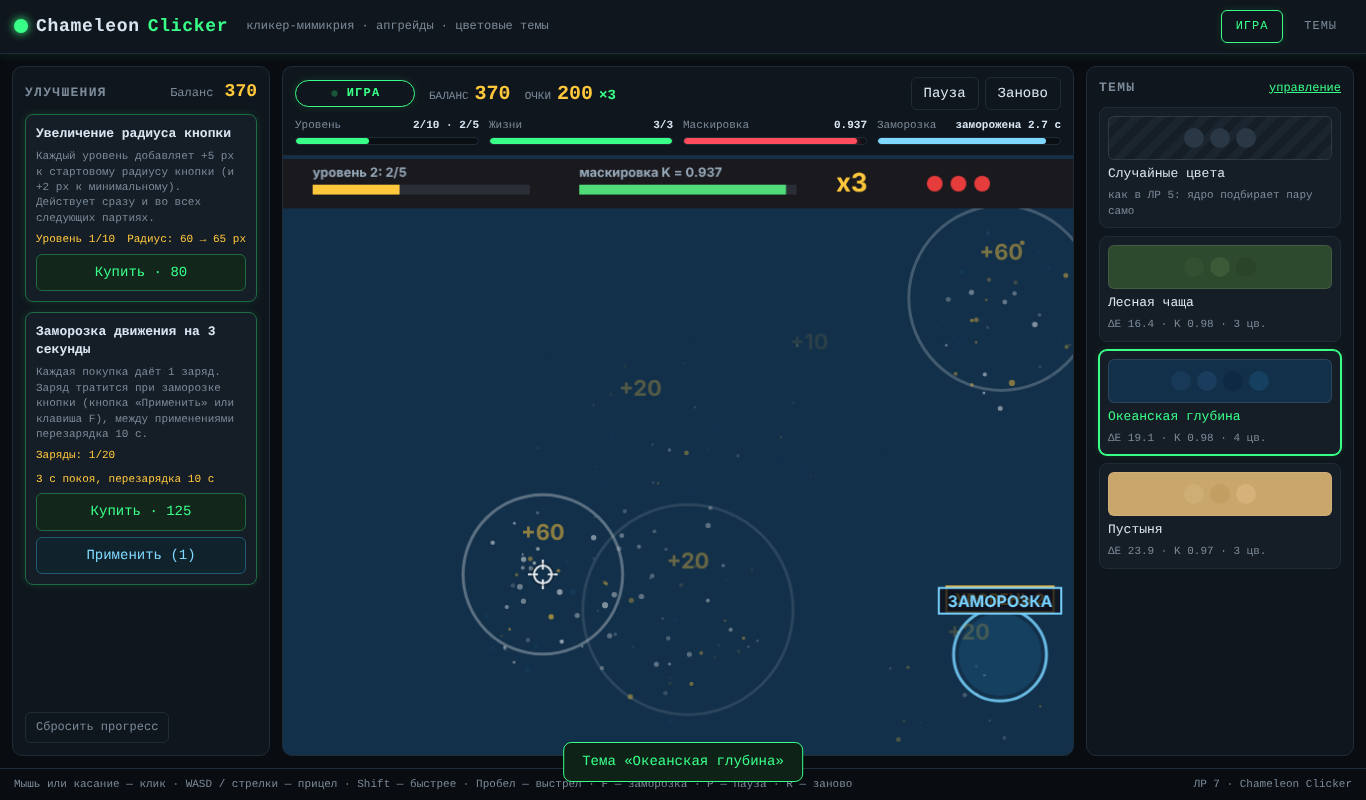 Chameleon Clicker
кликер-мимикрия · апгрейды · цветовые темы
ИГРА
ТЕМЫ
УЛУЧШЕНИЯ
Баланс 370
Увеличение радиуса кнопки
Каждый уровень добавляет +5 px
к стартовому радиусу кнопки (и
+2 px к минимальному).
Действует сразу и во всех
следующих партиях.
Уровень 1/10 Радиус: 60 → 65 px
Купить · 80
Заморозка движения на 3
секунды
Каждая покупка даёт 1 заряд.
Заряд тратится при заморозке
кнопки (кнопка «Применить» или
клавиша F), между применениями
перезарядка 10 с.
Заряды: 1/20
3 с покоя, перезарядка 10 с
Купить · 125
Применить (1)
Сбросить прогресс
ИГРА
БАЛАНС 370 ОЧКИ 200 ×3
Пауза
Заново
Уровень 2/10 · 2/5
Жизни 3/3
Маскировка 0.937
Заморозка заморожена 2.7 с
уровень 2: 2/5
маскировка K = 0.937
x3
+60
+10
+20
+60
+20
ЗАМОРОЗКА
+20
ТЕМЫ
управление
Случайные цвета
как в ЛР 5: ядро подбирает пару
само
Лесная чаща
ΔE 16.4 · K 0.98 · 3 цв.
Океанская глубина
ΔE 19.1 · K 0.98 · 4 цв.
Пустыня
ΔE 23.9 · K 0.97 · 3 цв.
Тема «Океанская глубина»
Мышь или касание — клик · WASD / стрелки — прицел · Shift — быстрее · Пробел — выстрел · F — заморозка · P — пауза · R — заново
ЛР 7 · Chameleon Clicker